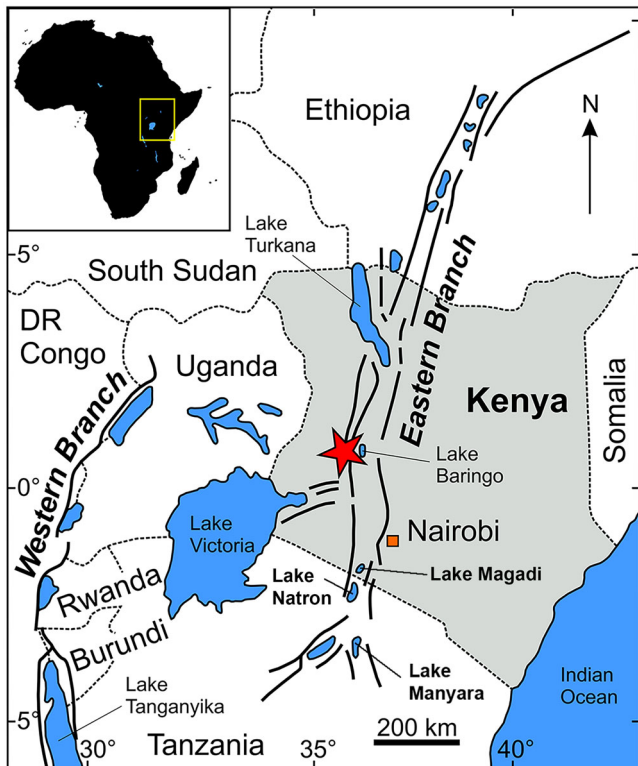 Ethiopia
N
Lake
Turkana
5°
South Sudan
DR
Congo
Uganda
Eastern Branch
Kenya
Somalia
Western Branch
Lake
Baringo
0°
Lake
Victoria
Nairobi
Rwanda
Lake
Natron
Lake Magadi
Burundi
Lake
Manyara
Indian
Ocean
Lake
Tanganyika
200 km
5°
30°
Tanzania
35°
40°